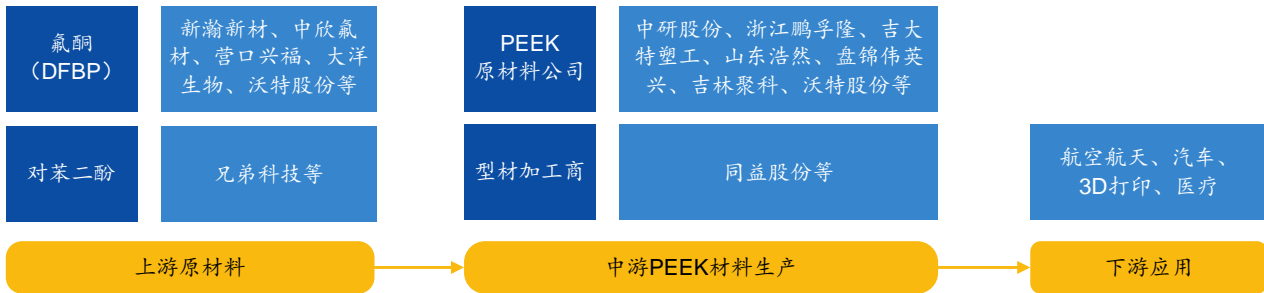 氟酮
（DFBP）
新瀚新材、中欣氟
材、营口兴福、大洋
生物、沃特股份等
PEEK
原材料公司
中研股份、浙江鹏孚隆、吉大
特塑工、山东浩然、盘锦伟英
兴、吉林聚科、沃特股份等
对苯二酚
兄弟科技等
型材加工商
同益股份等
航空航天、汽车、
3D打印、医疗
上游原材料
中游PEEK材料生产
下游应用